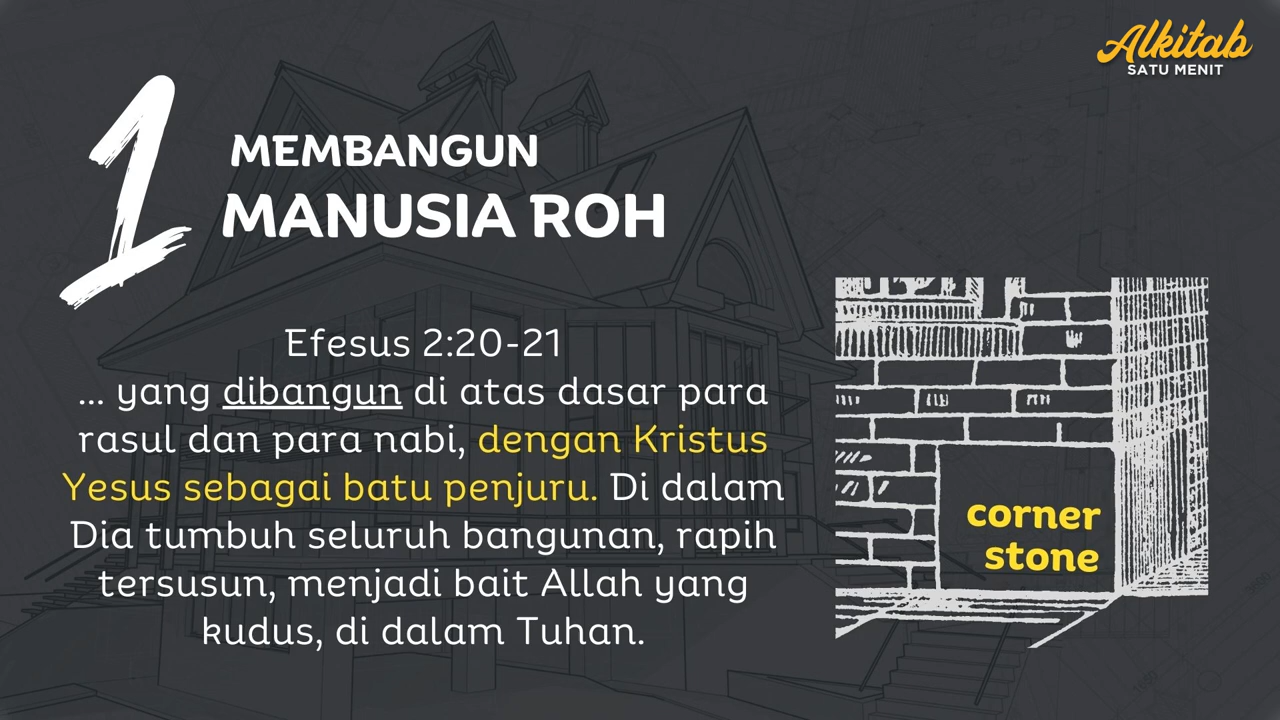 Alkitab
SATU MENIT
1
MEMBANGUN
MANUSIA ROH
Efesus 2:20-21
... yang dibangun di atas dasar para
rasul dan para nabi, dengan Kristus
Yesus sebagai batu penjuru. Di dalam
Dia tumbuh seluruh bangunan, rapih
tersusun, menjadi bait Allah yang
kudus, di dalam Tuhan.
corner
stone